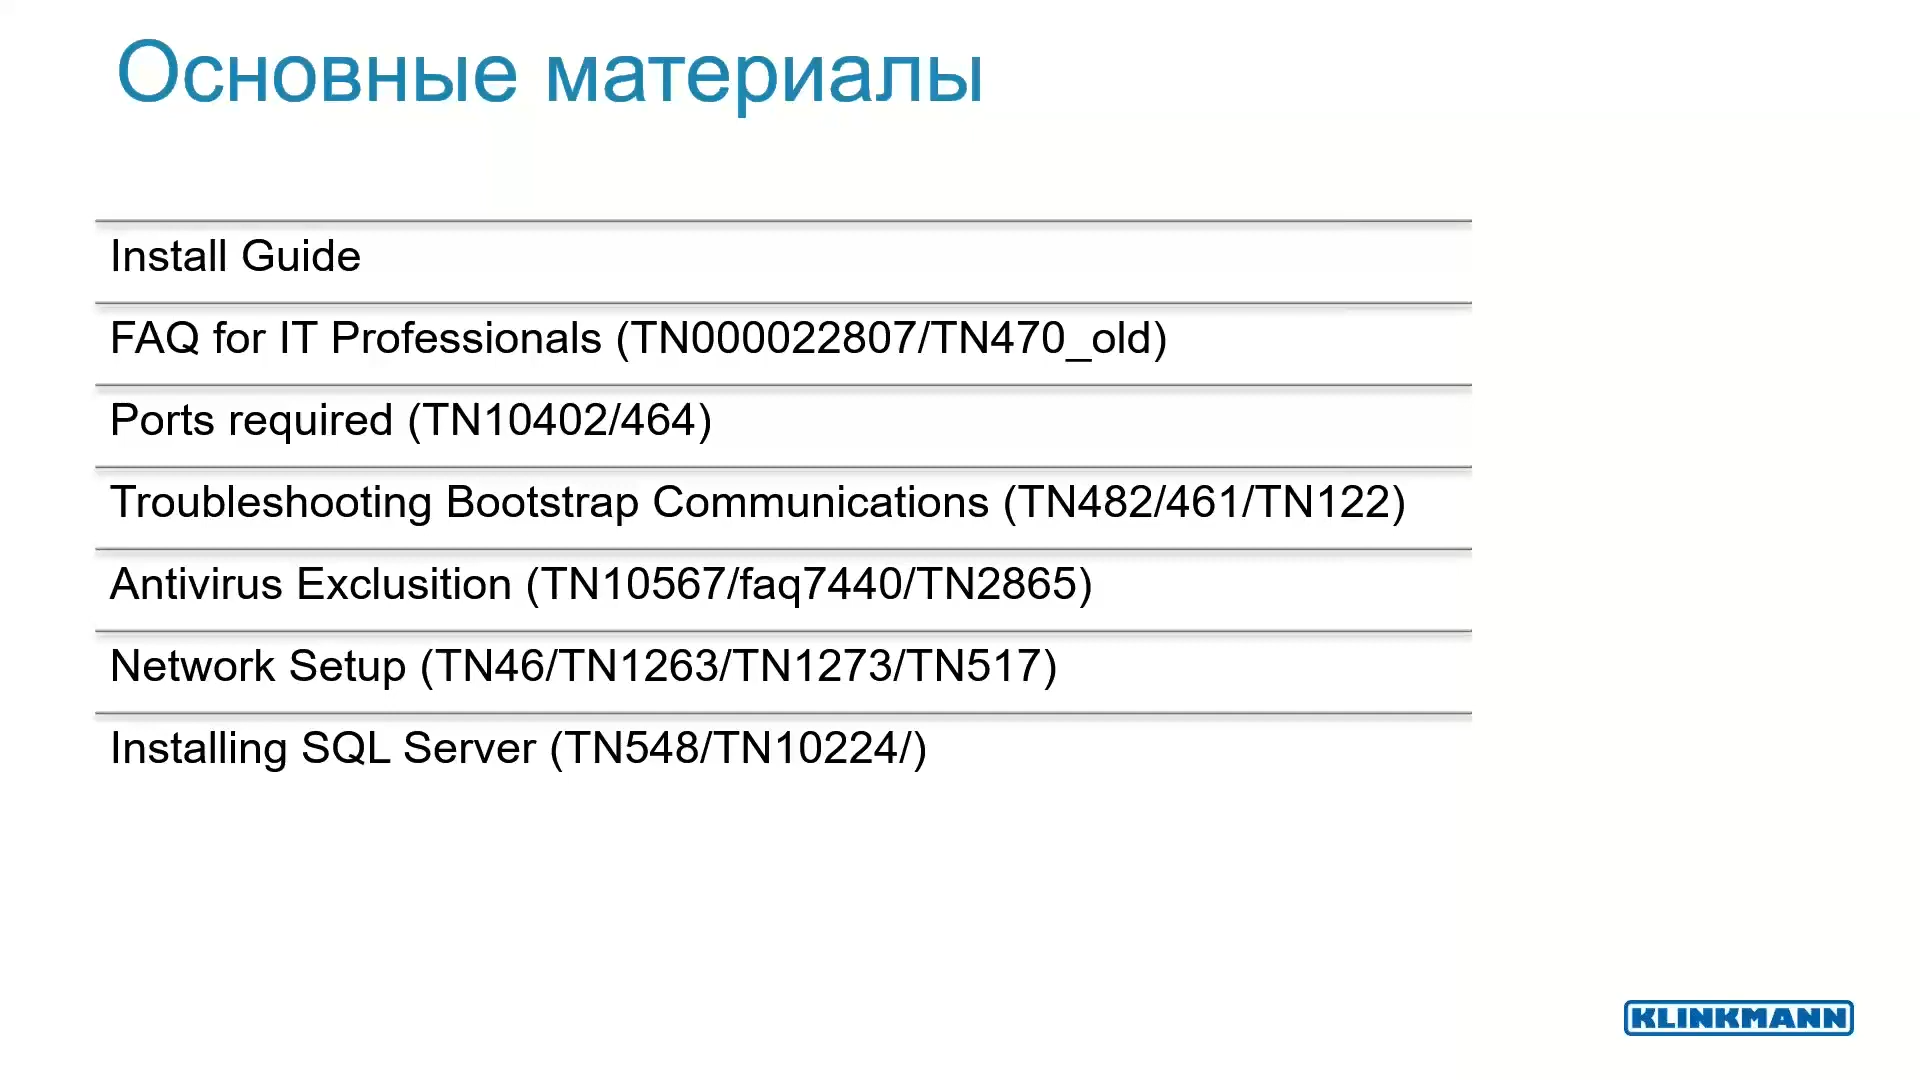 Основные материалы
Install Guide
FAQ for IT Professionals (TN000022807/TN470_old)
Ports required (TN10402/464)
Troubleshooting Bootstrap Communications (TN482/461/TN122)
Antivirus Exclusition (TN10567/faq7440/TN2865)
Network Setup (TN46/TN1263/TN1273/TN517)
Installing SQL Server (TN548/TN10224/)
KLINKMANN